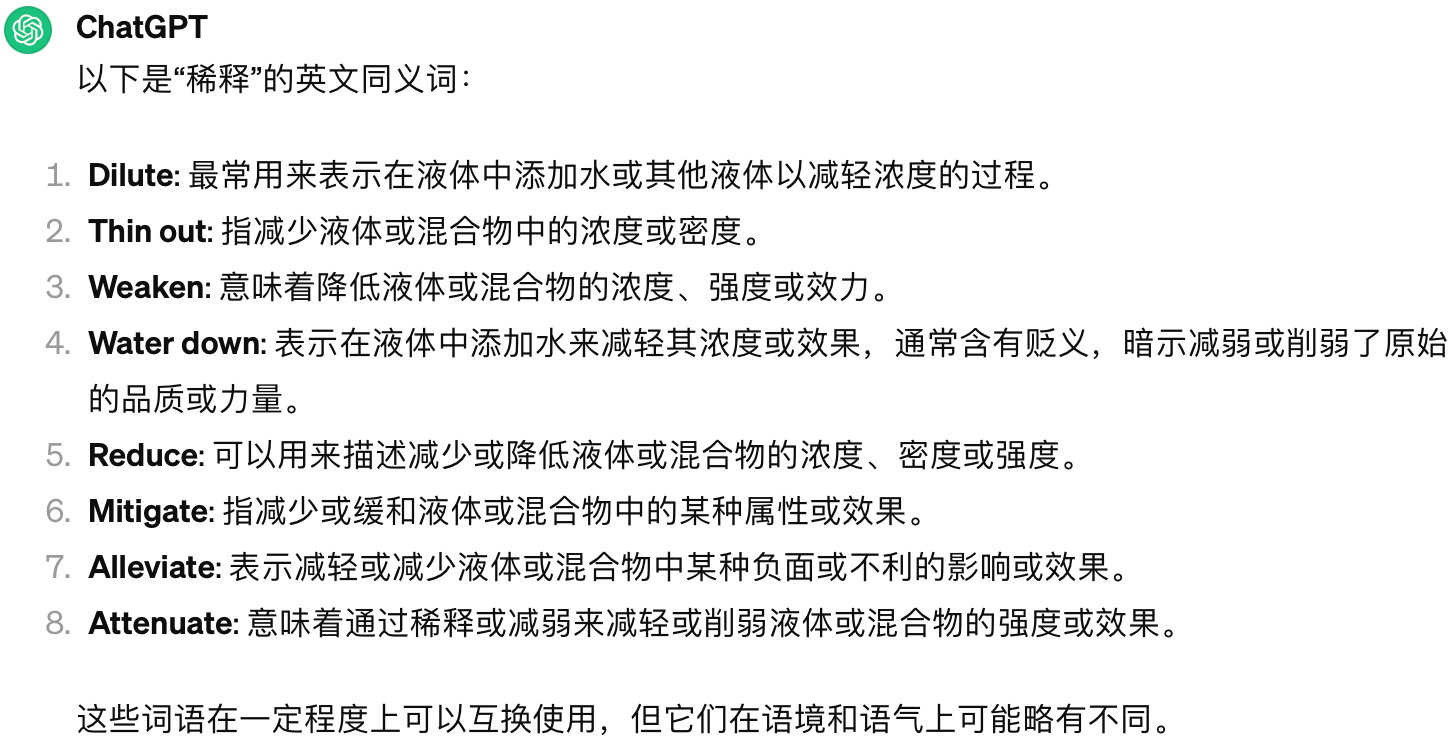 ChatGPT
以下是“稀释”的英文同义词：
1. Dilute: 最常用来表示在液体中添加水或其他液体以减轻浓度的过程。
2. Thin out: 指减少液体或混合物中的浓度或密度。
3. Weaken: 意味着降低液体或混合物的浓度、强度或效力。
4. Water down: 表示在液体中添加水来减轻其浓度或效果，通常含有贬义，暗示减弱或削弱了原始
的品质或力量。
5. Reduce: 可以用来描述减少或降低液体或混合物的浓度、密度或强度。
6. Mitigate: 指减少或缓和液体或混合物中的某种属性或效果。
7. Alleviate: 表示减轻或减少液体或混合物中某种负面或不利的影响或效果。
8. Attenuate: 意味着通过稀释或减弱来减轻或削弱液体或混合物的强度或效果。
这些词语在一定程度上可以互换使用，但它们在语境和语气上可能略有不同。